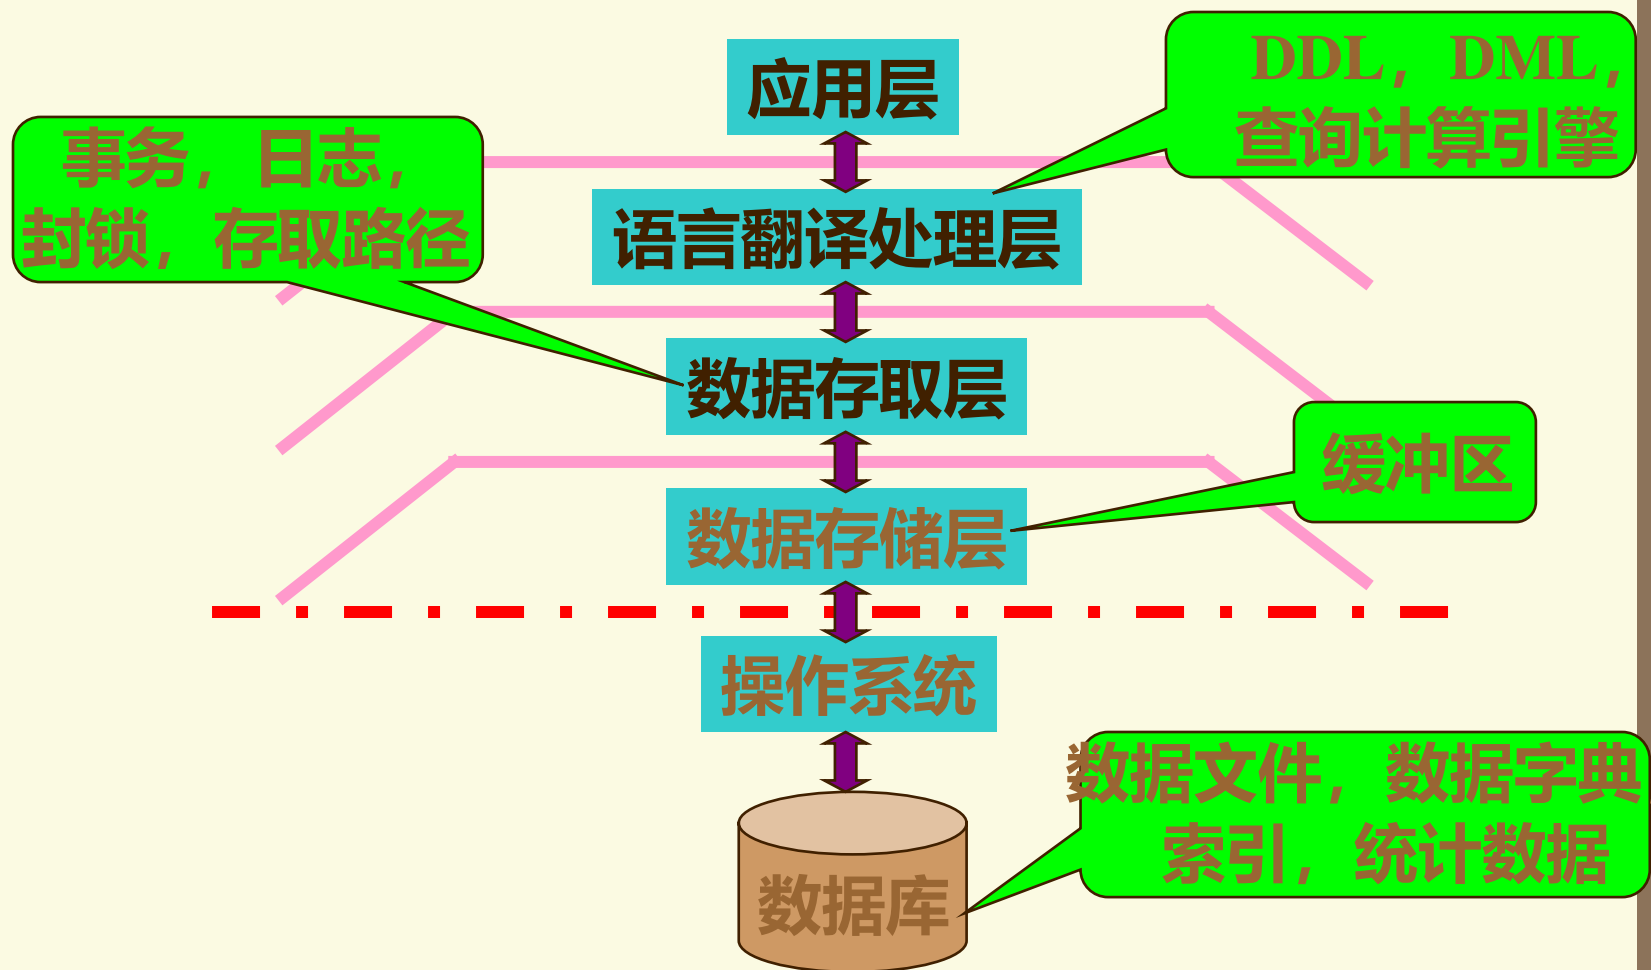 应用层
DDL，DML，
查询计算引擎
事务，日志，
封锁，存取路径
语言翻译处理层
数据存取层
缓冲区
数据存储层
操作系统
数据文件，数据字典
索引，统计数据
数据库